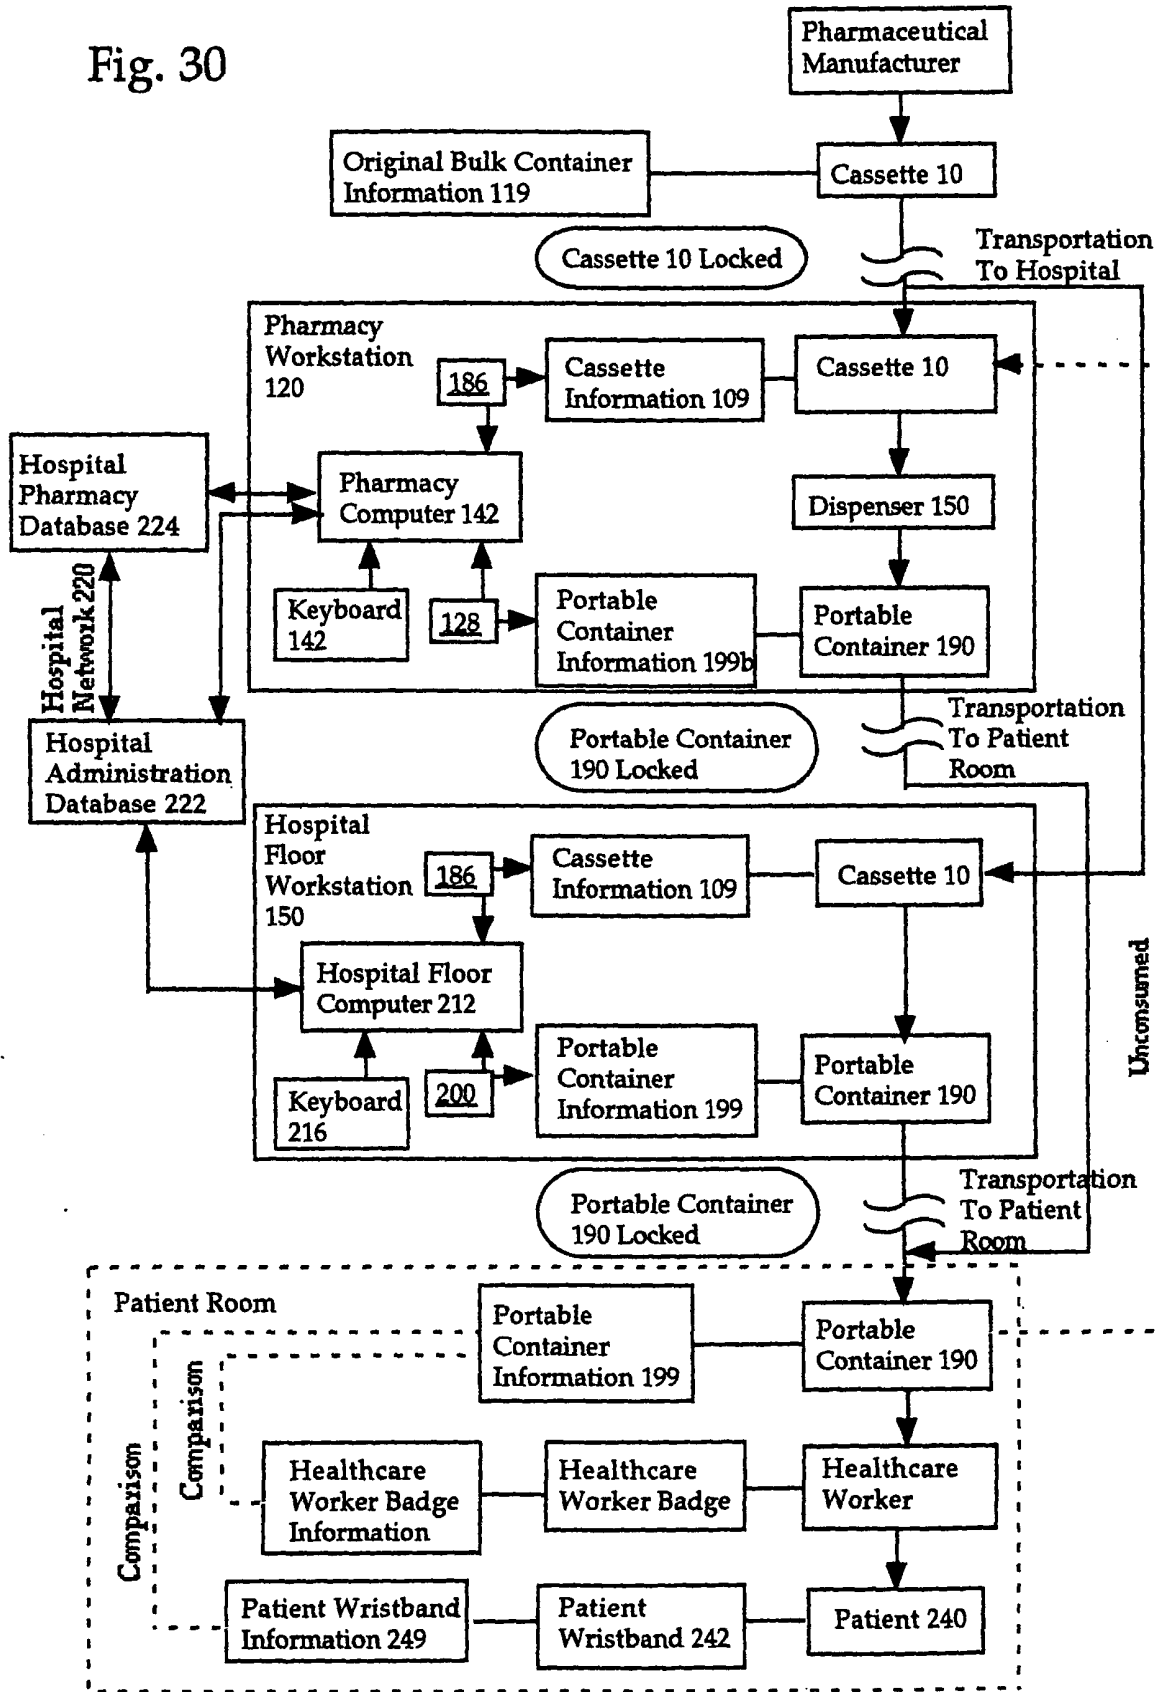 Fig. 30
Pharmaceutical
Manufacturer
Original Bulk Container
Information 119
Cassette 10
Cassette 10 Locked
Transportation
To Hospital
Pharmacy
Workstation
120
186
Cassette
Information 109
Cassette 10
Hospital
Pharmacy
Database 224
Pharmacy
Computer 142
Dispenser 150
Hospital
Network 220
Keyboard
142
128
Portable
Container
Information 199b
Portable
Container 190
Hospital
Administration
Database 222
Portable Container
190 Locked
Transportation
To Patient
Room
Hospital
Floor
Workstation
150
186
Cassette
Information 109
Cassette 10
Unconsumed
Hospital Floor
Computer 212
Keyboard
216
200
Portable
Container
Information 199
Portable
Container 190
Portable Container
190 Locked
Transportation
To Patient
Room
Patient Room
Portable
Container
Information 199
Portable
Container 190
Comparison
Comparison
Healthcare
Worker Badge
Information
Healthcare
Worker Badge
Healthcare
Worker
Patient Wristband
Information 249
Patient
Wristband 242
Patient 240